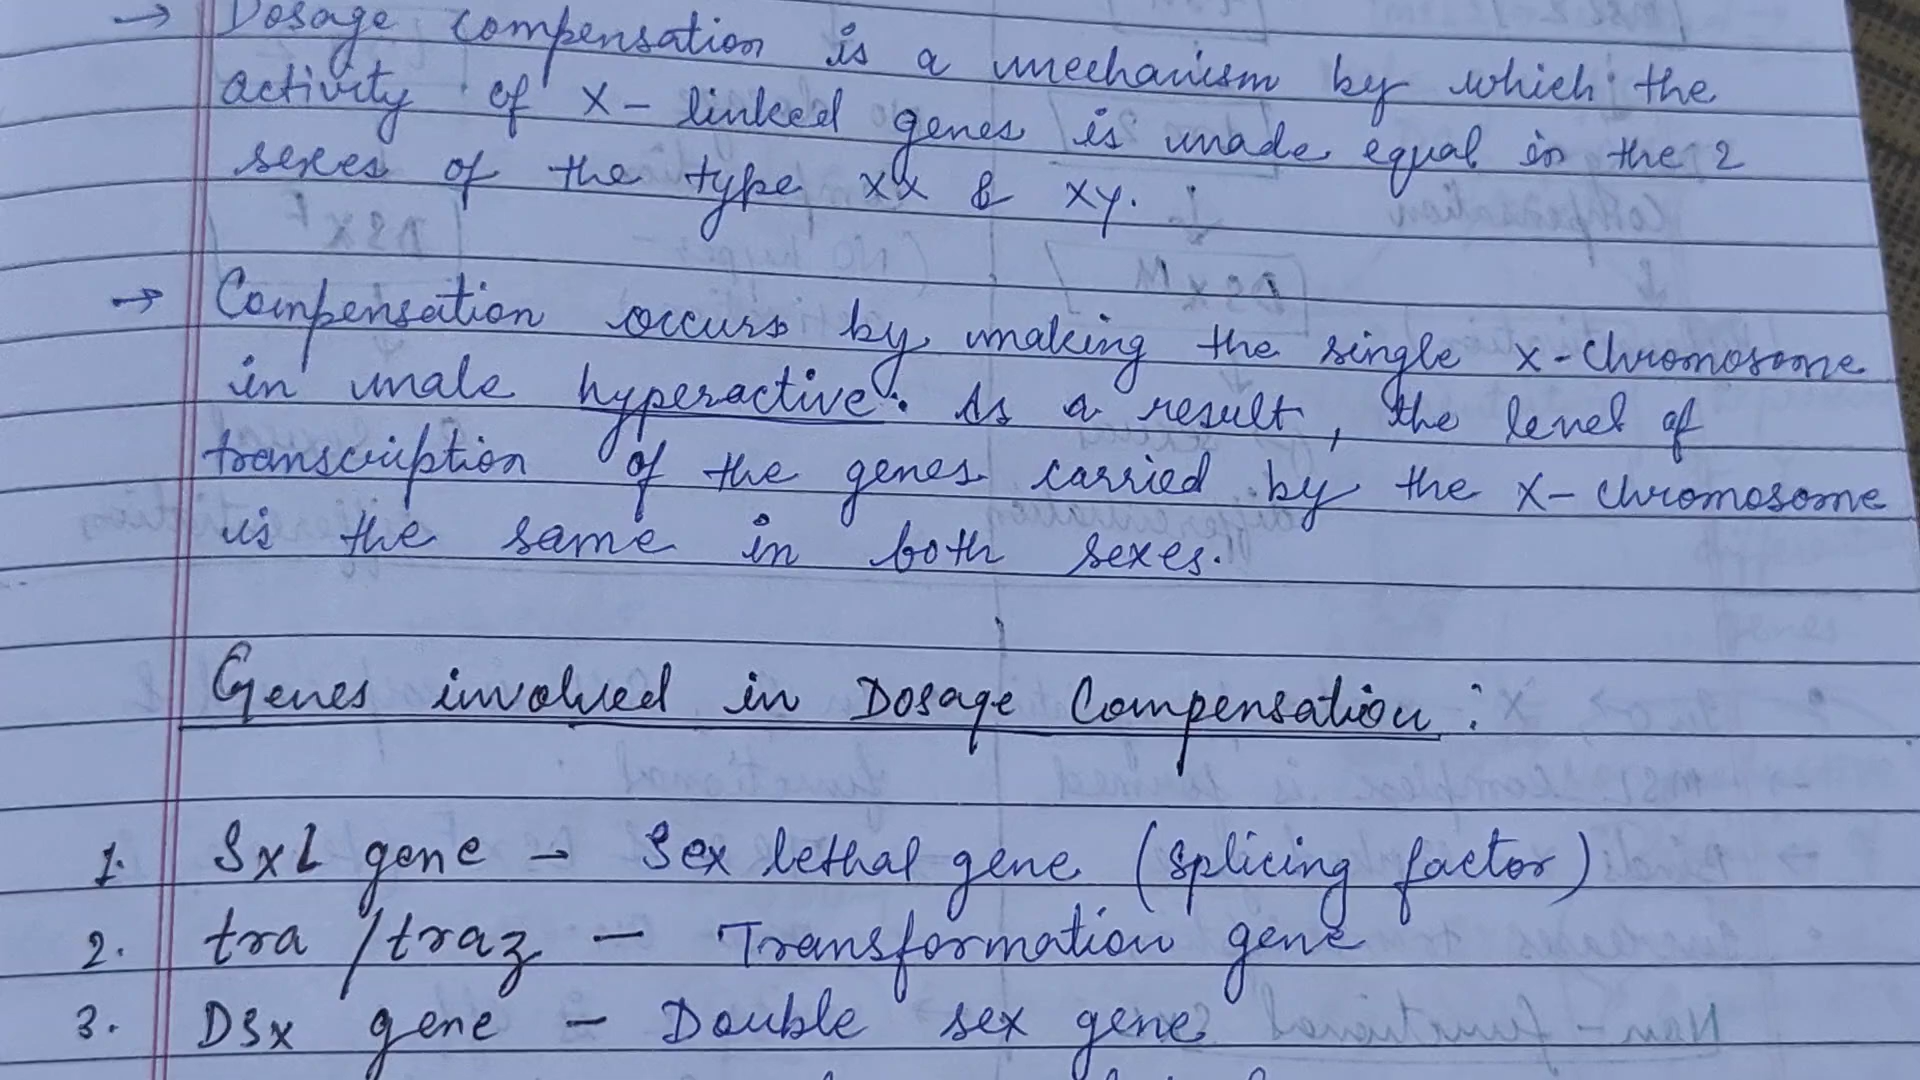 → Dosage compensation is a mechanism by which the
activity of X-linked genes is made equal in the 2
sexes of the type XX & XY.
→ Compensation occurs by making the single X-chromosome
in male hyperactive. As a result, the level of
transcription of the genes carried by the X-chromosome
is the same in both sexes.
Genes involved in Dosage Compensation:
1. SxL gene - Sex lethal gene (splicing factor)
2. tra/traz - Transformation gene
3. DSx gene - Double sex gene